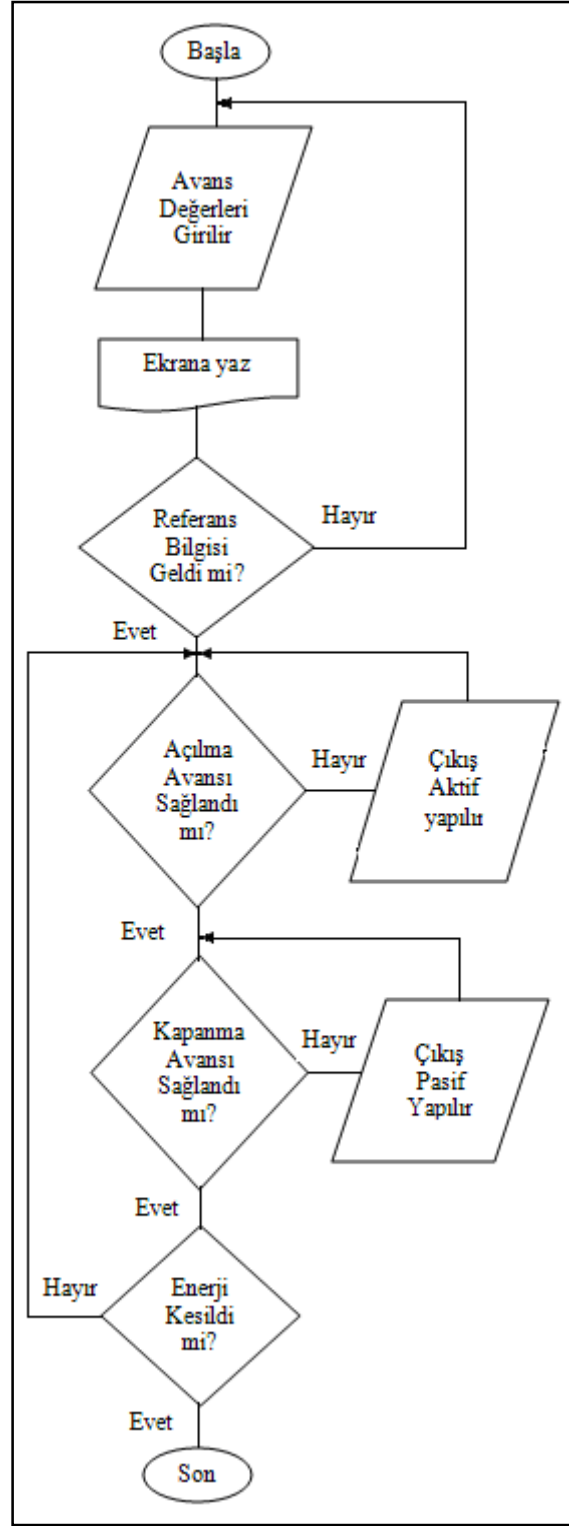 Başla
Avans
Değerleri
Girilir
Ekrana yaz
Referans
Bilgisi
Geldi mi?
Hayır
Evet
Açılma
Avansı
Sağlandı
mı?
Hayır
Çıkış
Aktif
yapılır
Evet
Kapanma
Avansı
Sağlandı
mı?
Hayır
Çıkış
Pasif
Yapılır
Evet
Enerji
Kesildi
mi?
Hayır
Evet
Son